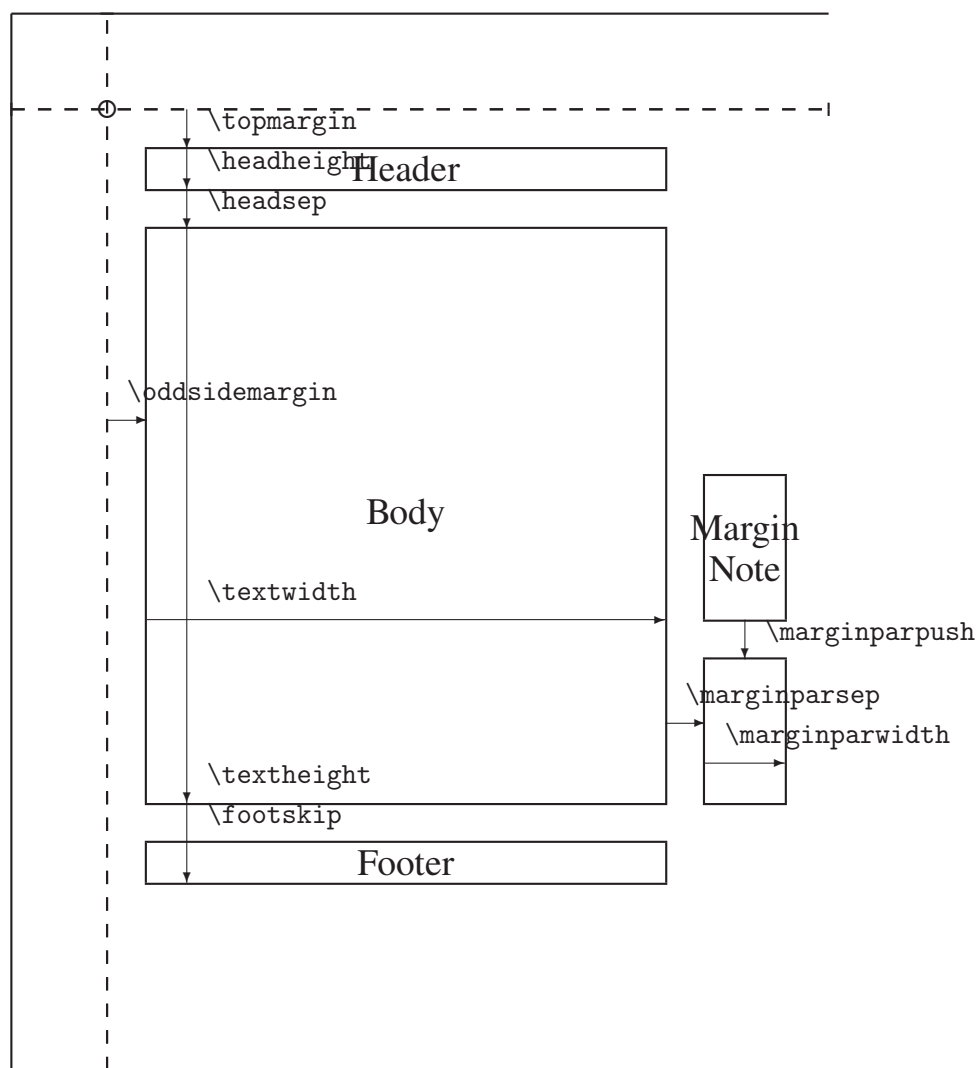 \topmargin
\headheight
Header
\headsep
\oddsidemargin
Body
Margin
Note
\textwidth
\marginparpush
\marginparsep
\marginparwidth
\textheight
\footskip
Footer